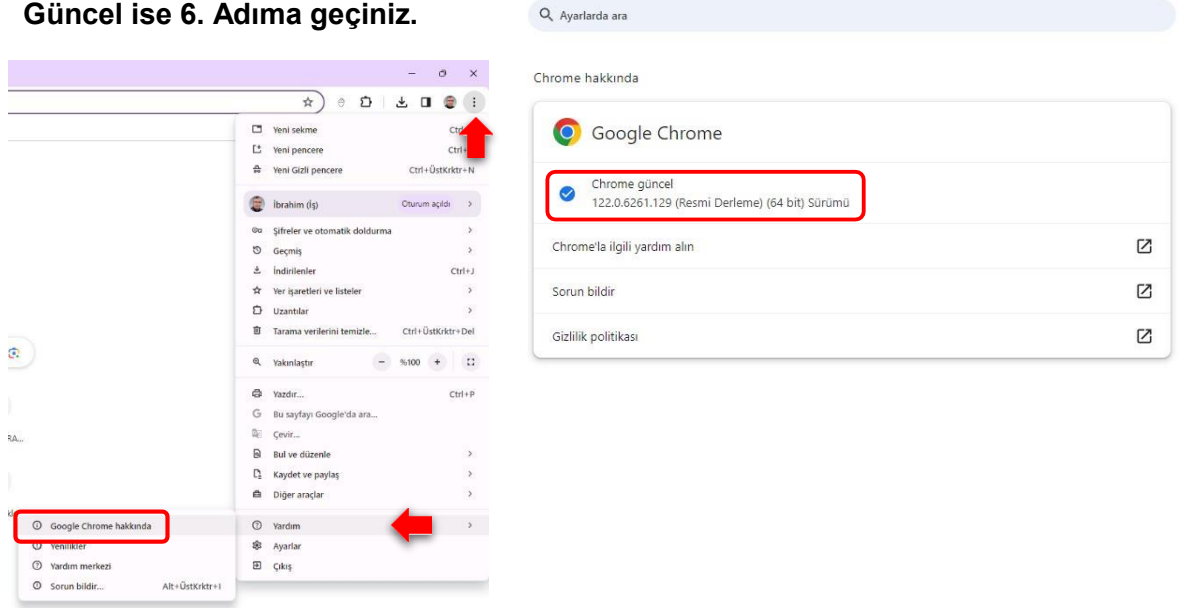 Güncel ise 6. Adıma geçiniz.
Yeni sekme
Yeni pencere
Yeni Gizli pencere Ctrl+ÜstKrktr+N
İbrahim (İş) Oturum açıldı
Şifreler ve otomatik doldurma
Geçmiş
İndirilenler Ctrl+J
Yer işaretleri ve listeler
Uzantılar
Tarama verilerini temizle... Ctrl+ÜstKrktr+Del
Yakınlaştır - %100 +
Yazdır... Ctrl+P
Bu sayfayı Google'da ara...
Çevir...
Bul ve düzenle
Kaydet ve paylaş
Diğer araçlar
Yardım
Ayarlar
Çıkış
Google Chrome hakkında
Yenilikler
Yardım merkezi
Sorun bildir... Alt+ÜstKrktr+I
Ayarlarda ara
Chrome hakkında
Google Chrome
Chrome güncel
122.0.6261.129 (Resmi Derleme) (64 bit) Sürümü
Chrome'la ilgili yardım alın
Sorun bildir
Gizlilik politikası